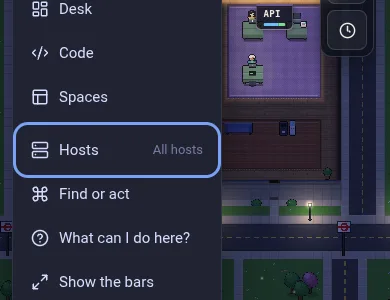 Desk
API
Code
Spaces
Hosts All hosts
Find or act
What can I do here?
Show the bars